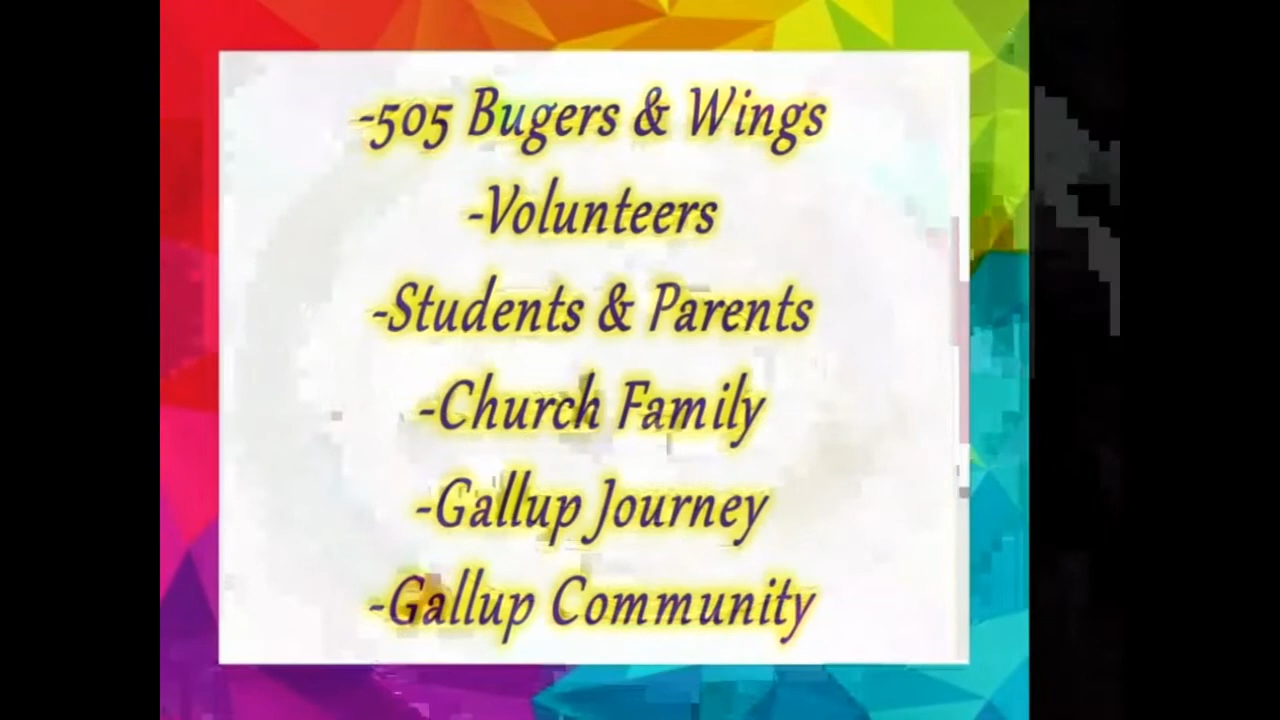 -505 Bugers & Wings
-Volunteers
-Students & Parents
-Church Family
-Gallup Journey
-Gallup Community